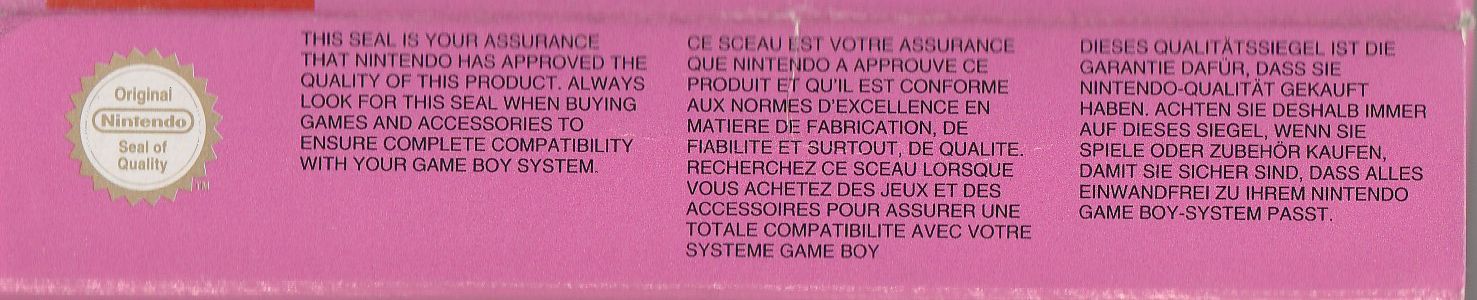 Original
Nintendo
Seal of
Quality
TM
THIS SEAL IS YOUR ASSURANCE
THAT NINTENDO HAS APPROVED THE
QUALITY OF THIS PRODUCT. ALWAYS
LOOK FOR THIS SEAL WHEN BUYING
GAMES AND ACCESSORIES TO
ENSURE COMPLETE COMPATIBILITY
WITH YOUR GAME BOY SYSTEM.
CE SCEAU EST VOTRE ASSURANCE
QUE NINTENDO A APPROUVE CE
PRODUIT ET QU'IL EST CONFORME
AUX NORMES D'EXCELLENCE EN
MATIERE DE FABRICATION, DE
FIABILITE ET SURTOUT, DE QUALITE.
RECHERCHEZ CE SCEAU LORSQUE
VOUS ACHETEZ DES JEUX ET DES
ACCESSOIRES POUR ASSURER UNE
TOTALE COMPATIBILITE AVEC VOTRE
SYSTEME GAME BOY
DIESES QUALITÄTSSIEGEL IST DIE
GARANTIE DAFÜR, DASS SIE
NINTENDO-QUALITÄT GEKAUFT
HABEN. ACHTEN SIE DESHALB IMMER
AUF DIESES SIEGEL, WENN SIE
SPIELE ODER ZUBEHÖR KAUFEN,
DAMIT SIE SICHER SIND, DASS ALLES
EINWANDFREI ZU IHREM NINTENDO
GAME BOY-SYSTEM PASST.